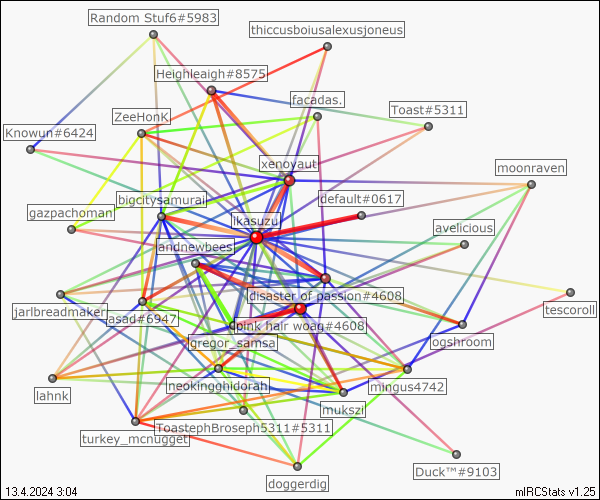 Random Stuf6#5983
thiccusboiusalexusjoneus
Heighleigh#8575
facadas.
Toast#5311
ZeeHonK
Knowun#6424
xenoyaut
moonraven
bigcitysamurai
default#0617
gazpachoman
ikasuzu
avelicious
andnewbees
disaster of passion#4608
tescoroll
jarlbreadmaker
asad#6947
pink hair woag#4608
ogshroom
gregor_samsa
lahnk
neokingghidorah
mingus4742
mukszi
ToastephBroseph5311#5311
turkey_mcnugget
Duck™#9103
doggerdig
13.4.2024 3:04
mIRCStats v1.25